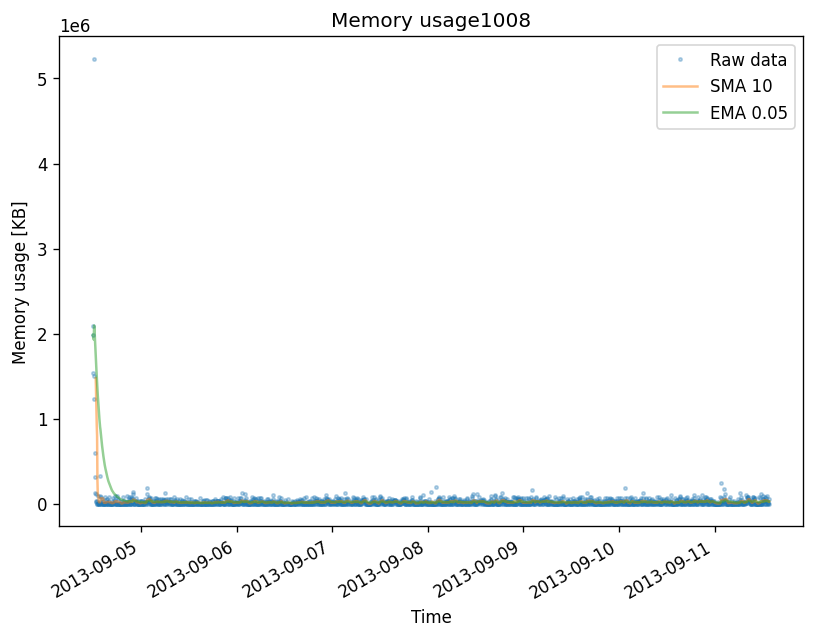 Memory usage1008
1e6
Raw data
SMA 10
EMA 0.05
5
4
3
2
1
0
Memory usage [KB]
2013-09-05
2013-09-06
2013-09-07
2013-09-08
2013-09-09
2013-09-10
2013-09-11
Time